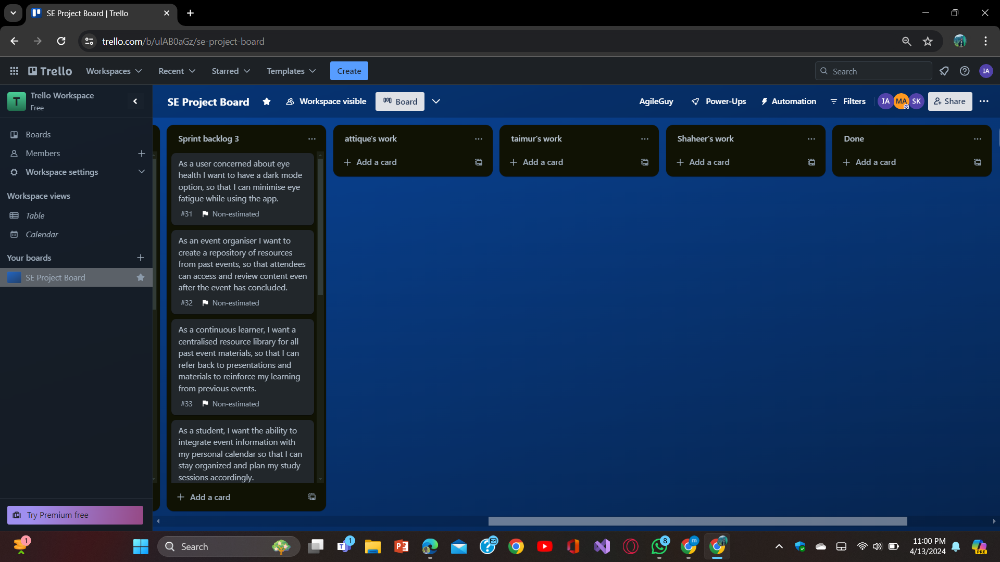 SE Project Board | Trello
trello.com/b/ulAB0aGz/se-project-board
Trello
Workspaces
Recent
Starred
Templates
Create
Search
IA
T
Trello Workspace
Free
SE Project Board
Workspace visible
Board
AgileGuy
Power-Ups
Automation
Filters
IA
MA
SK
Share
Boards
Members
Workspace settings
Workspace views
Table
Calendar
Your boards
SE Project Board
Try Premium free
Sprint backlog 3
As a user concerned about eye
health I want to have a dark mode
option, so that I can minimise eye
fatigue while using the app.
#31 Non-estimated
As an event organiser I want to
create a repository of resources
from past events, so that attendees
can access and review content even
after the event has concluded.
#32 Non-estimated
As a continuous learner, I want a
centralised resource library for all
past event materials, so that I can
refer back to presentations and
materials to reinforce my learning
from previous events.
#33 Non-estimated
As a student, I want the ability to
integrate event information with
my personal calendar so that I can
stay organized and plan my study
sessions accordingly.
Add a card
attique's work
Add a card
taimur's work
Add a card
Shaheer's work
Add a card
Done
Add a card
1
Search
1
8
m
11:00 PM
4/13/2024
PRE